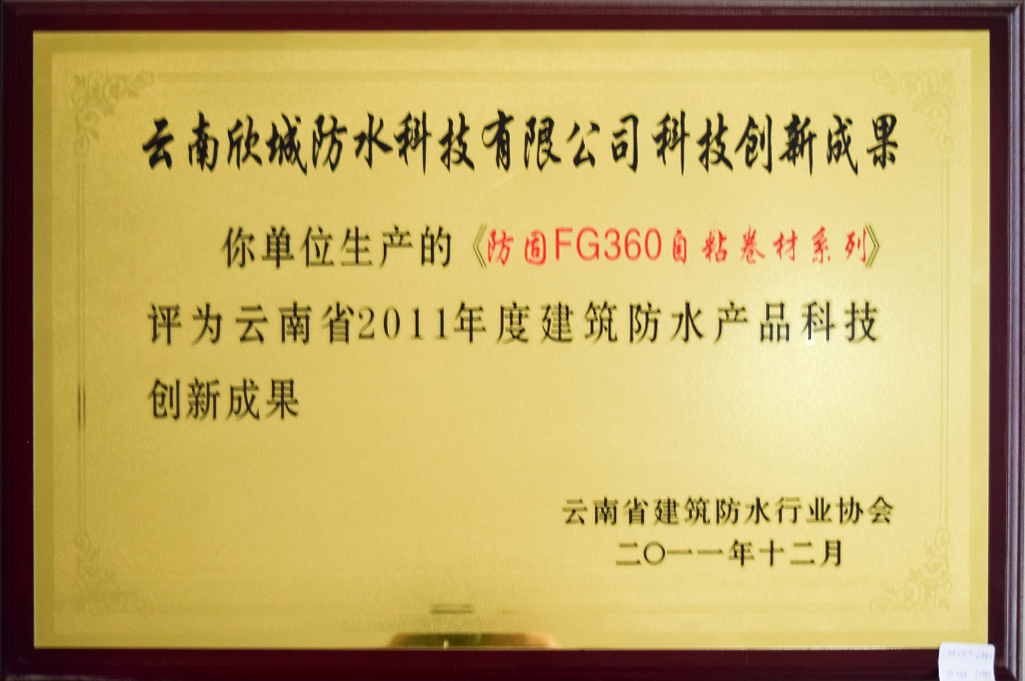 云南欣城防水科技有限公司科技创新成果
你单位生产的《防固FG360自粘卷材系列》
评为云南省2011年度建筑防水产品科技
创新成果
云南省建筑防水行业协会
二〇一一年十二月